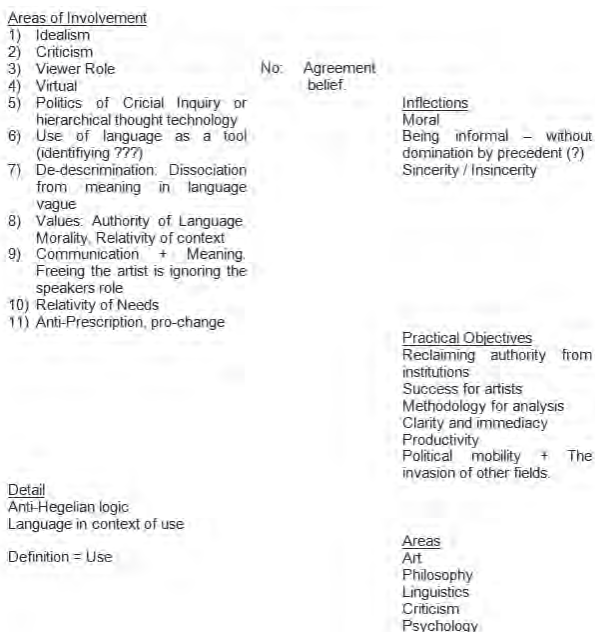 Areas of Involvement
1) Idealism
2) Criticism
3) Viewer Role
4) Virtual
5) Politics of Cricial Inquiry or
hierarchical thought technology
6) Use of language as a tool
(identifiying ???)
7) De-descrimination: Dissociation
from meaning in language
vague
8) Values: Authority of Language.
Morality, Relativity of context
9) Communication + Meaning.
Freeing the artist is ignoring the
speakers role
10) Relativity of Needs
11) Anti-Prescription, pro-change
No: Agreement
belief.
Inflections
Moral
Being informal – without
domination by precedent (?)
Sincerity / Insincerity
Practical Objectives
Reclaiming authority from
institutions
Success for artists
Methodology for analysis
Clarity and immediacy
Productivity
Political mobility + The
invasion of other fields.
Detail
Anti-Hegelian logic
Language in context of use
Definition = Use
Areas
Art
Philosophy
Linguistics
Criticism
Psychology